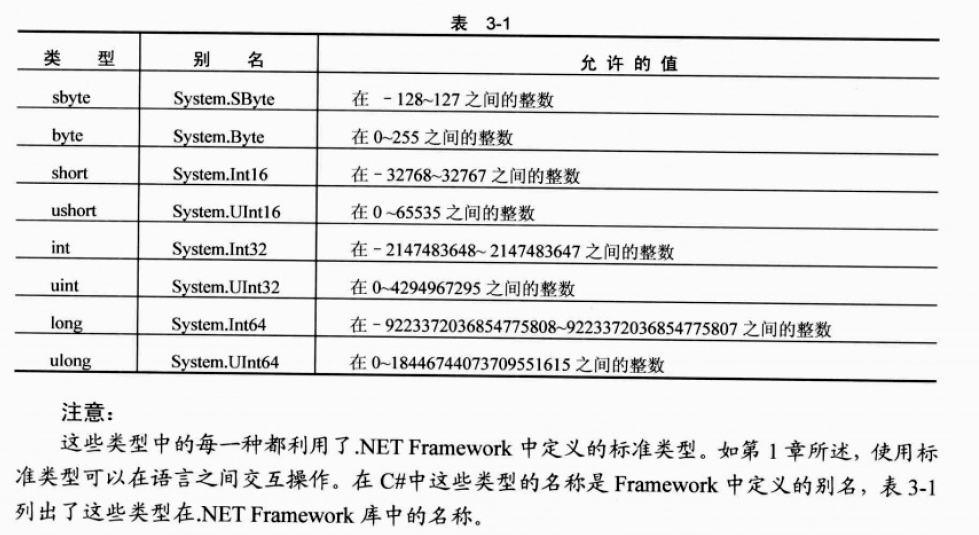 表 3-1
类 型 别 名 允 许 的 值
sbyte System.SByte 在 -128~127 之间的整数
byte System.Byte 在 0~255 之间的整数
short System.Int16 在 -32768~32767 之间的整数
ushort System.UInt16 在 0 ~65535 之间的整数
int System.Int32 在 -2147483648~ 2147483647 之间的整数
uint System.UInt32 在 0~4294967295 之间的整数
long System.Int64 在 -9223372036854775808~9223372036854775807 之间的整数
ulong System.UInt64 在 0~18446744073709551615 之间的整数
注意：
这些类型中的每一种都利用了.NET Framework 中定义的标准类型。如第 1 章所述，使用标
准类型可以在语言之间交互操作。在 C#中这些类型的名称是 Framework 中定义的别名，表 3-1
列出了这些类型在.NET Framework 库中的名称。